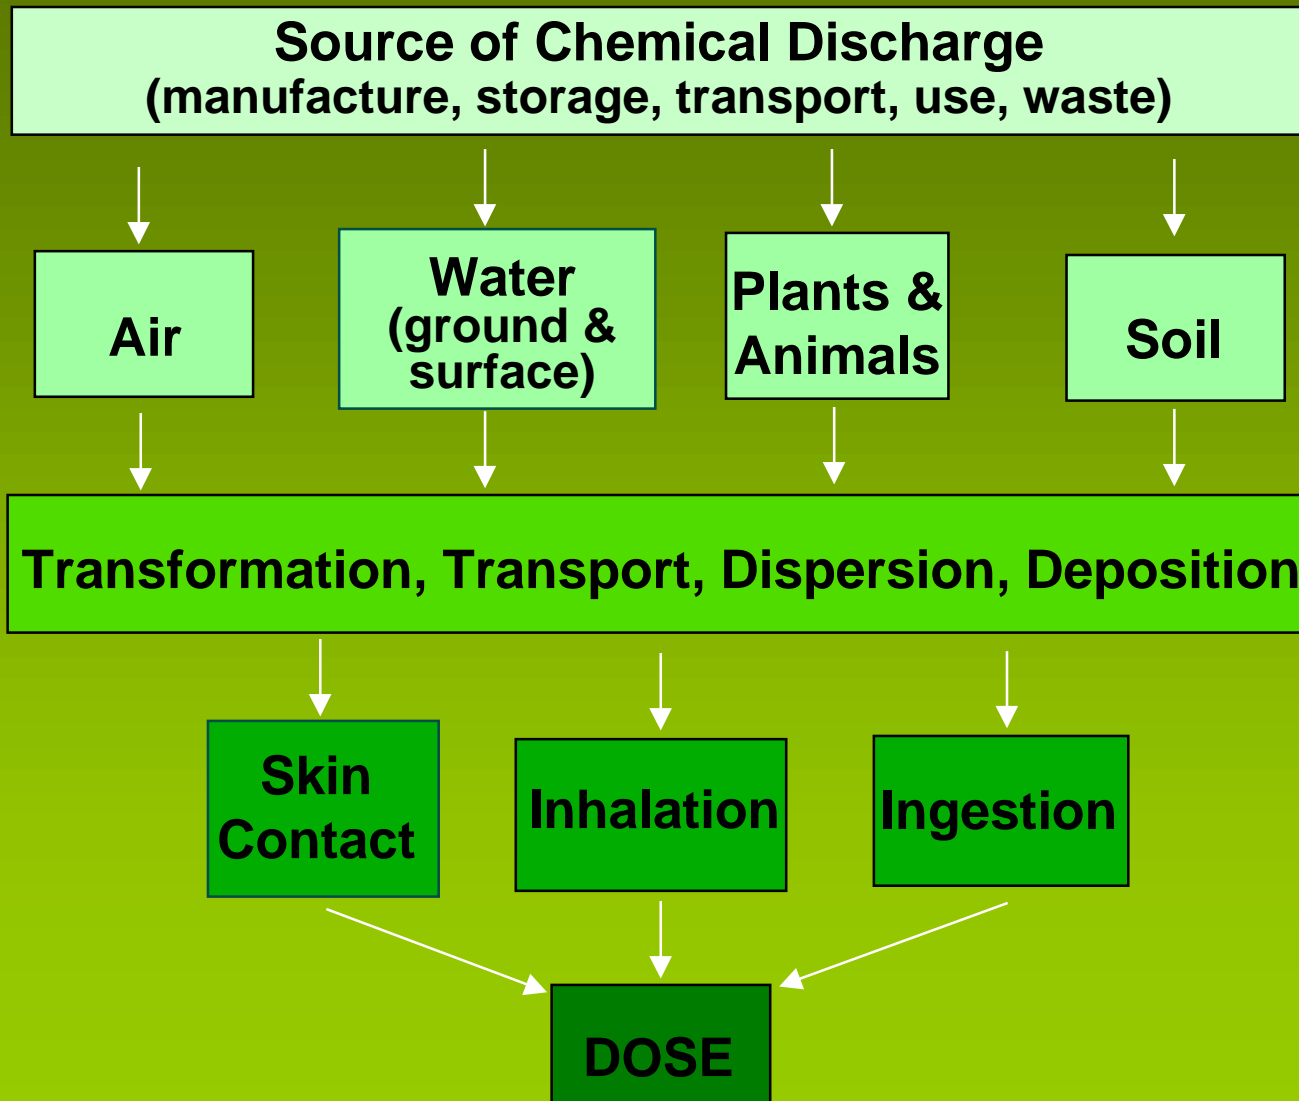 Source of Chemical Discharge
(manufacture, storage, transport, use, waste)
Air
Water
(ground &
surface)
Plants &
Animals
Soil
Transformation, Transport, Dispersion, Deposition
Skin
Contact
Inhalation
Ingestion
DOSE